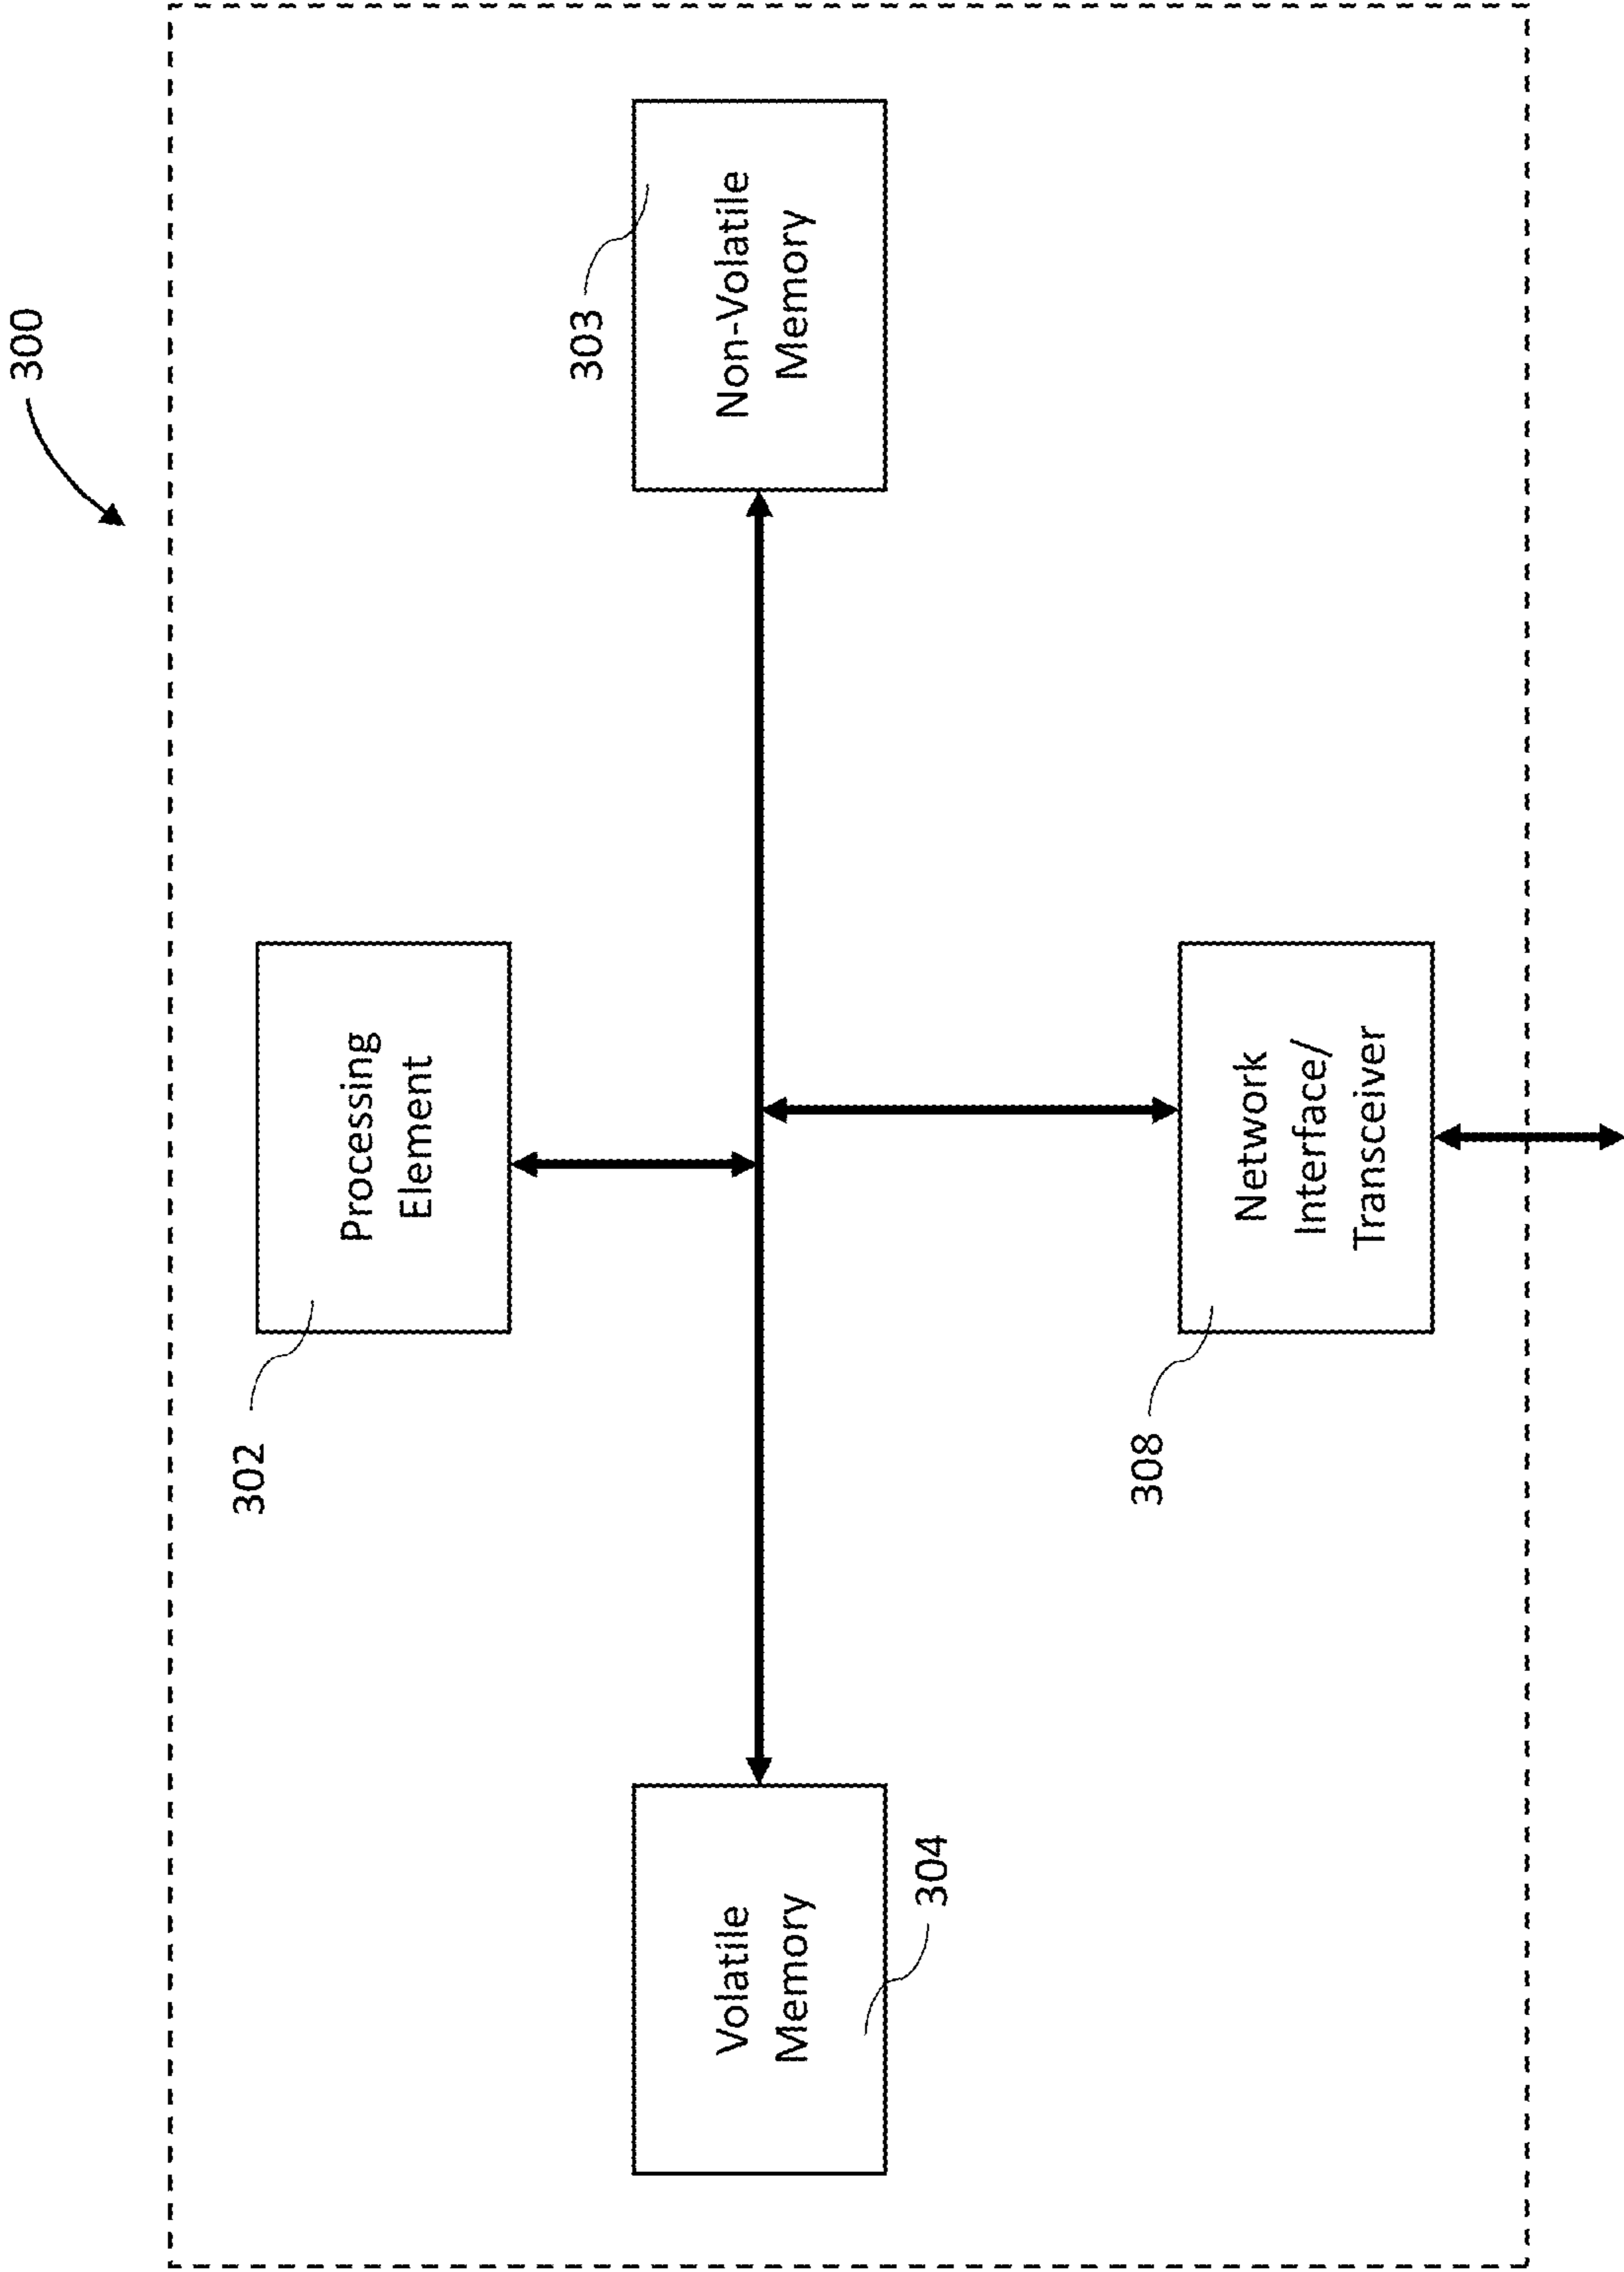 300
302
Processing
Element
Volatile
Memory
304
303
Non-Volatile
Memory
308
Network
Interface/
Transceiver